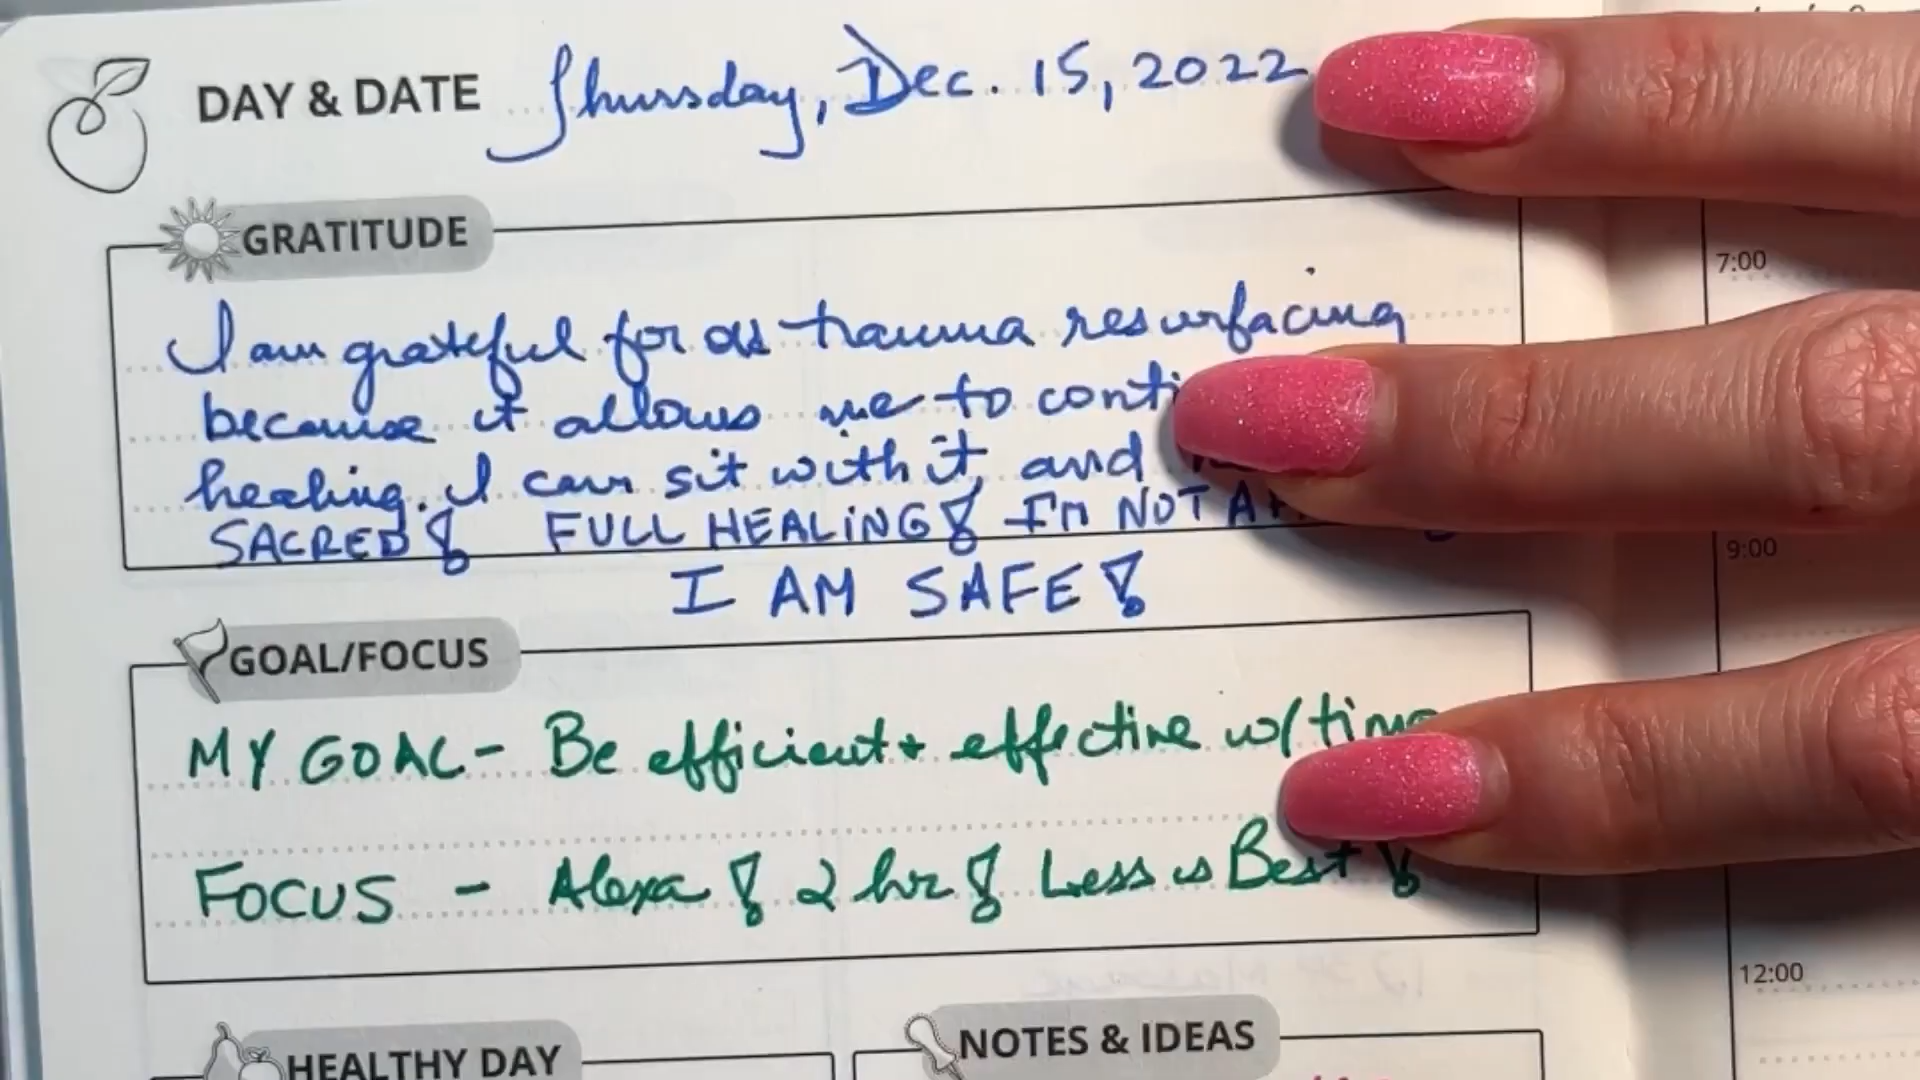 DAY & DATE Thursday, Dec. 15, 2022
GRATITUDE
7:00
I am grateful for old trauma resurfacing
because it allows me to conti
healing. I can sit with it, and
SACRED! FULL HEALING! I'M NOT A
9:00
I AM SAFE!
GOAL/FOCUS
MY GOAL - Be efficient + effective w/ time
FOCUS - Alexa! 2 hr! Less is Best!
12:00
HEALTHY DAY
NOTES & IDEAS